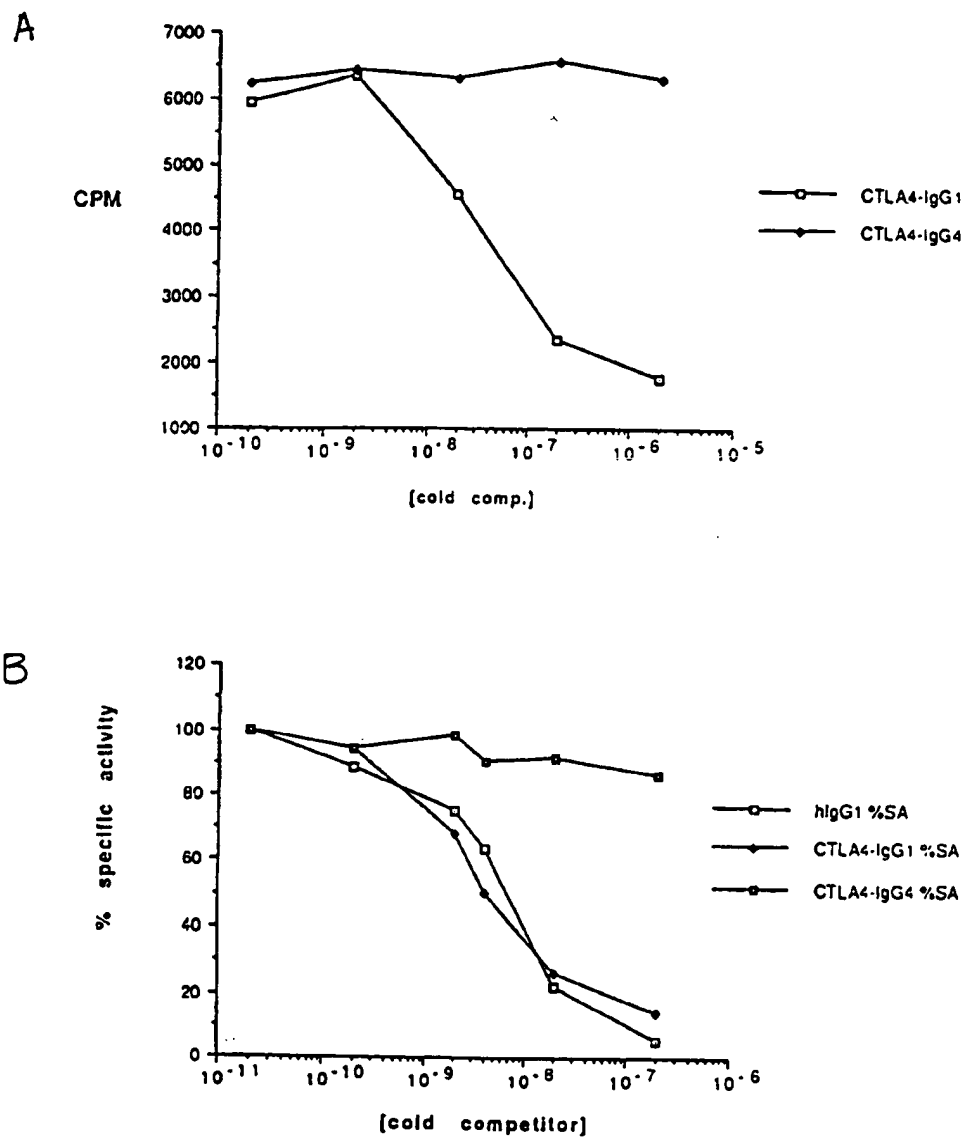 A
7000
6000
5000
CPM
4000
3000
2000
1000
10-10
10-9
10-8
10-7
10-6
10-5
[cold comp.]
CTLA4-IgG1
CTLA4-IgG4
B
120
100
80
60
40
20
0
% specific activity
10-11
10-10
10-9
10-8
10-7
10-6
[cold competitor]
hIgG1 %SA
CTLA4-IgG1 %SA
CTLA4-IgG4 %SA